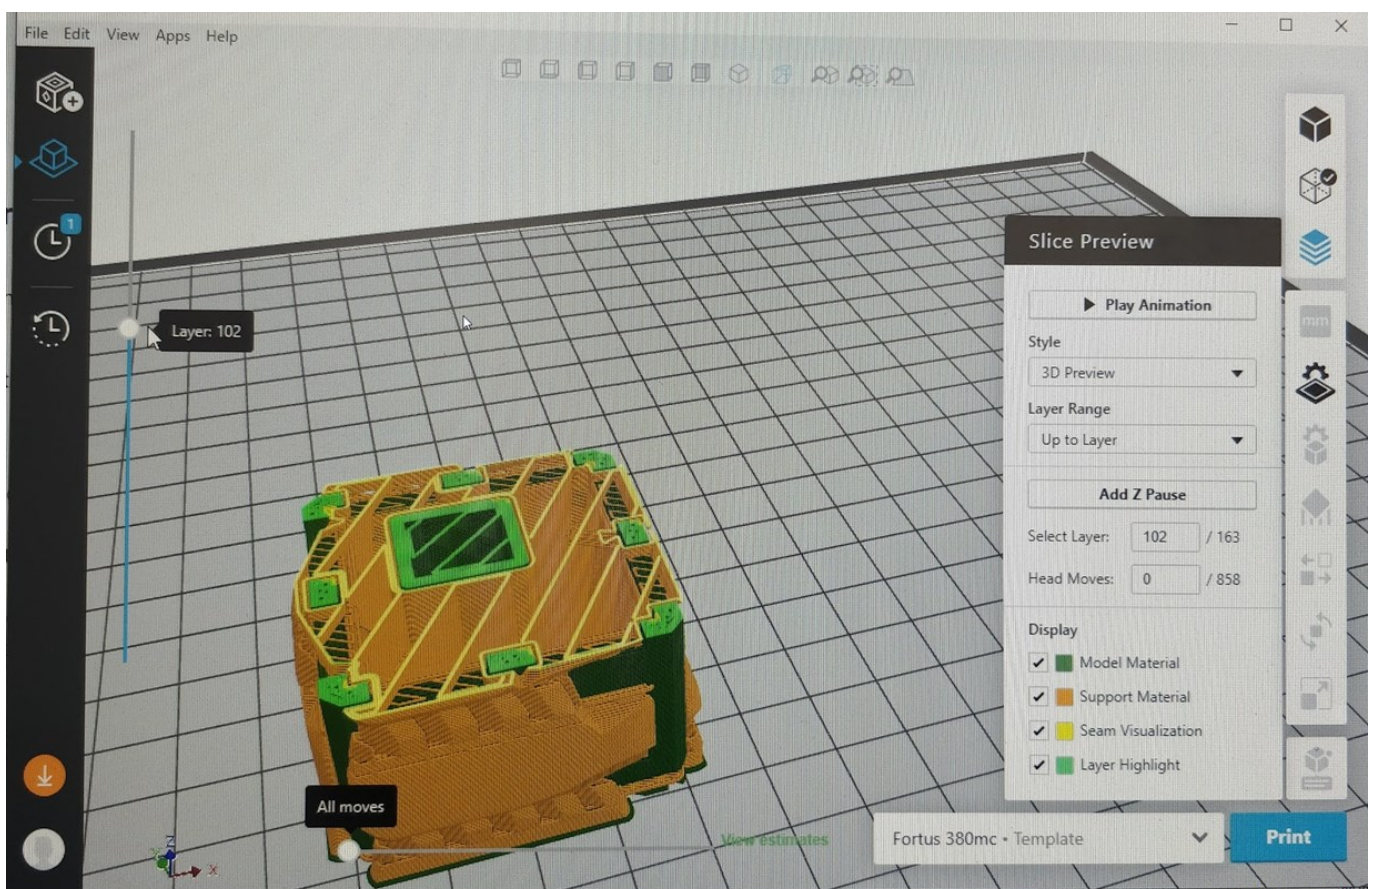 File Edit View Apps Help
1
Layer: 102
Slice Preview
Play Animation
Style
3D Preview
Layer Range
Up to Layer
Add Z Pause
Select Layer: 102 / 163
Head Moves: 0 / 858
Display
Model Material
Support Material
Seam Visualization
Layer Highlight
mm
All moves
View estimates
Fortus 380mc • Template
Print
Z
Y
X